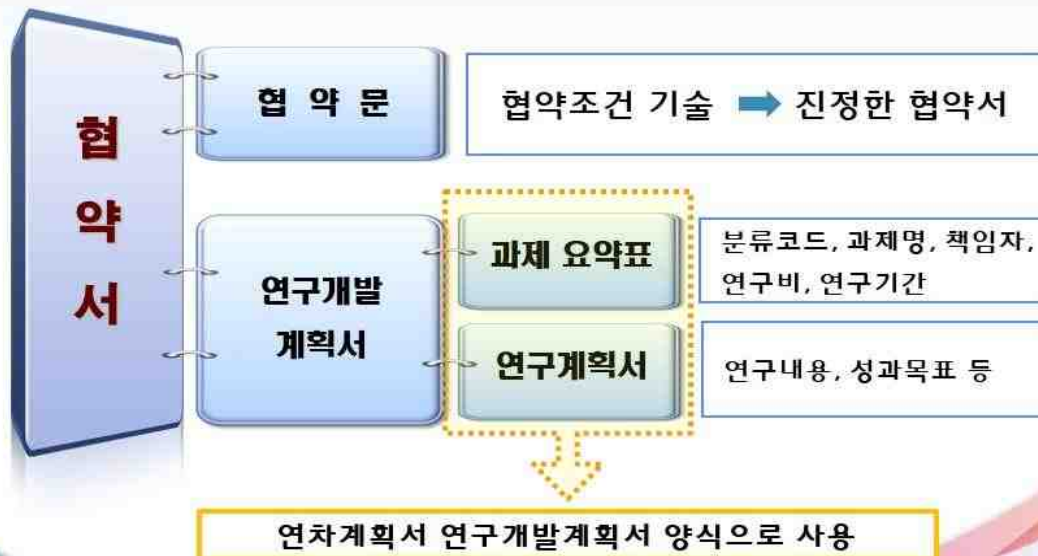 협약서
협 약 문
협약조건 기술 ➡ 진정한 협약서
연구개발
계획서
과제 요약표
분류코드, 과제명, 책임자,
연구비, 연구기간
연구계획서
연구내용, 성과목표 등
연차계획서 연구개발계획서 양식으로 사용